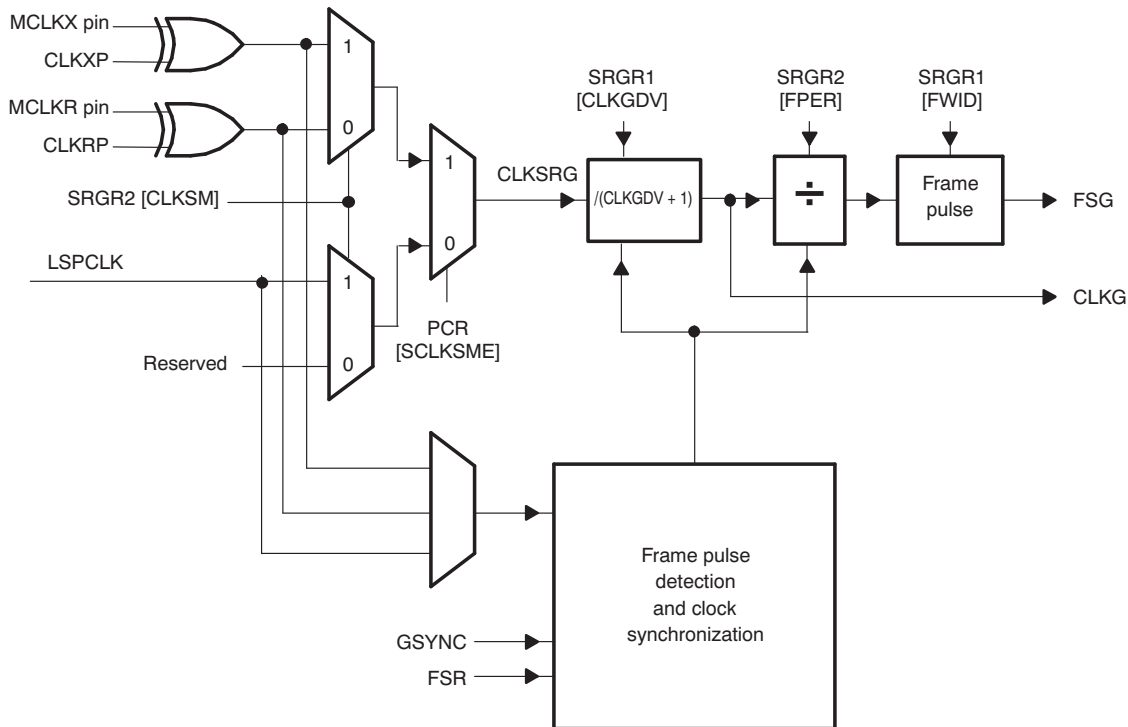 MCLKX pin
CLKXP
MCLKR pin
CLKRP
1
0
SRGR2 [CLKSM]
LSPCLK
1
0
Reserved
1
0
PCR
[SCLKSME]
CLKSRG
SRGR1
[CLKGDV]
/(CLKGDV + 1)
SRGR2
[FPER]
÷
SRGR1
[FWID]
Frame
pulse
FSG
CLKG
Frame pulse
detection
and clock
synchronization
GSYNC
FSR